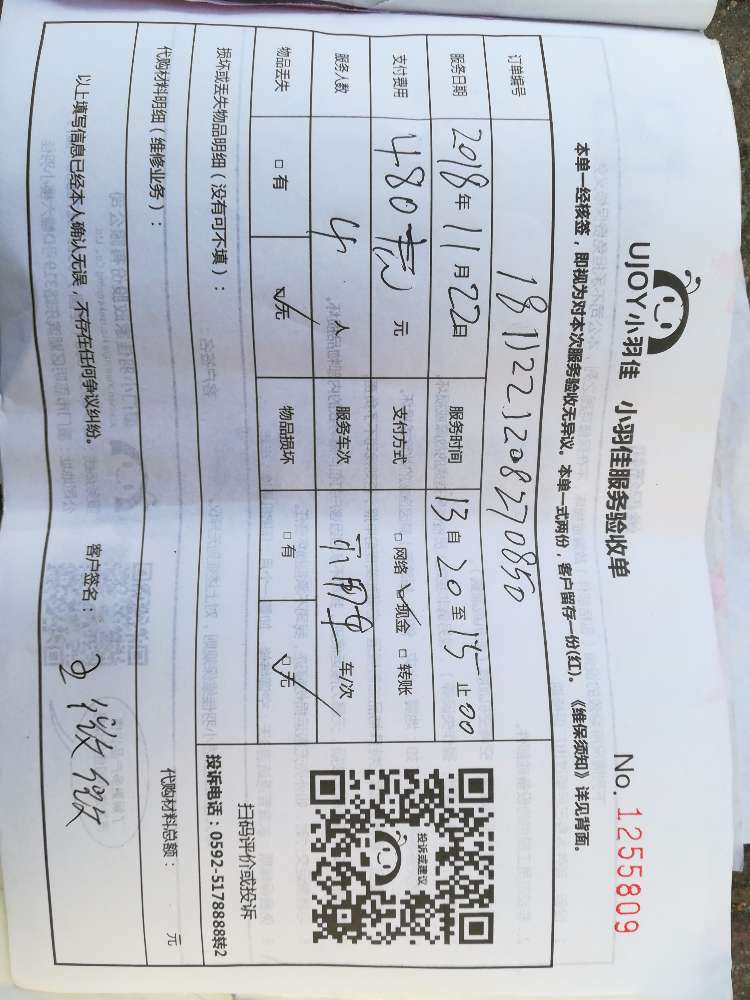 UJOY小羽佳 小羽佳服务验收单 No. 1255809
本单一经核签，即视为对本次服务验收无异议。本单一式两份，客户留存一份(红)。《维保须知》详见背面。
订单编号 1811221208270850
服务日期 2018年11月22日 服务时间 13自20至15止00
支付费用 480 元 支付方式 □网络 ☑现金 □转账
服务人数 4 人 服务车次 车/次
物品丢失 □有 ☑无 物品损坏 □有 ☑无
损坏或丢失物品明细（没有可不填）：
投诉或建议
扫码评价或投诉
投诉电话：0592-5178888转2
代购材料明细（维修业务）： 代购材料总额： 元
以上填写信息已经本人确认无误，不存在任何争议纠纷。 客户签名：